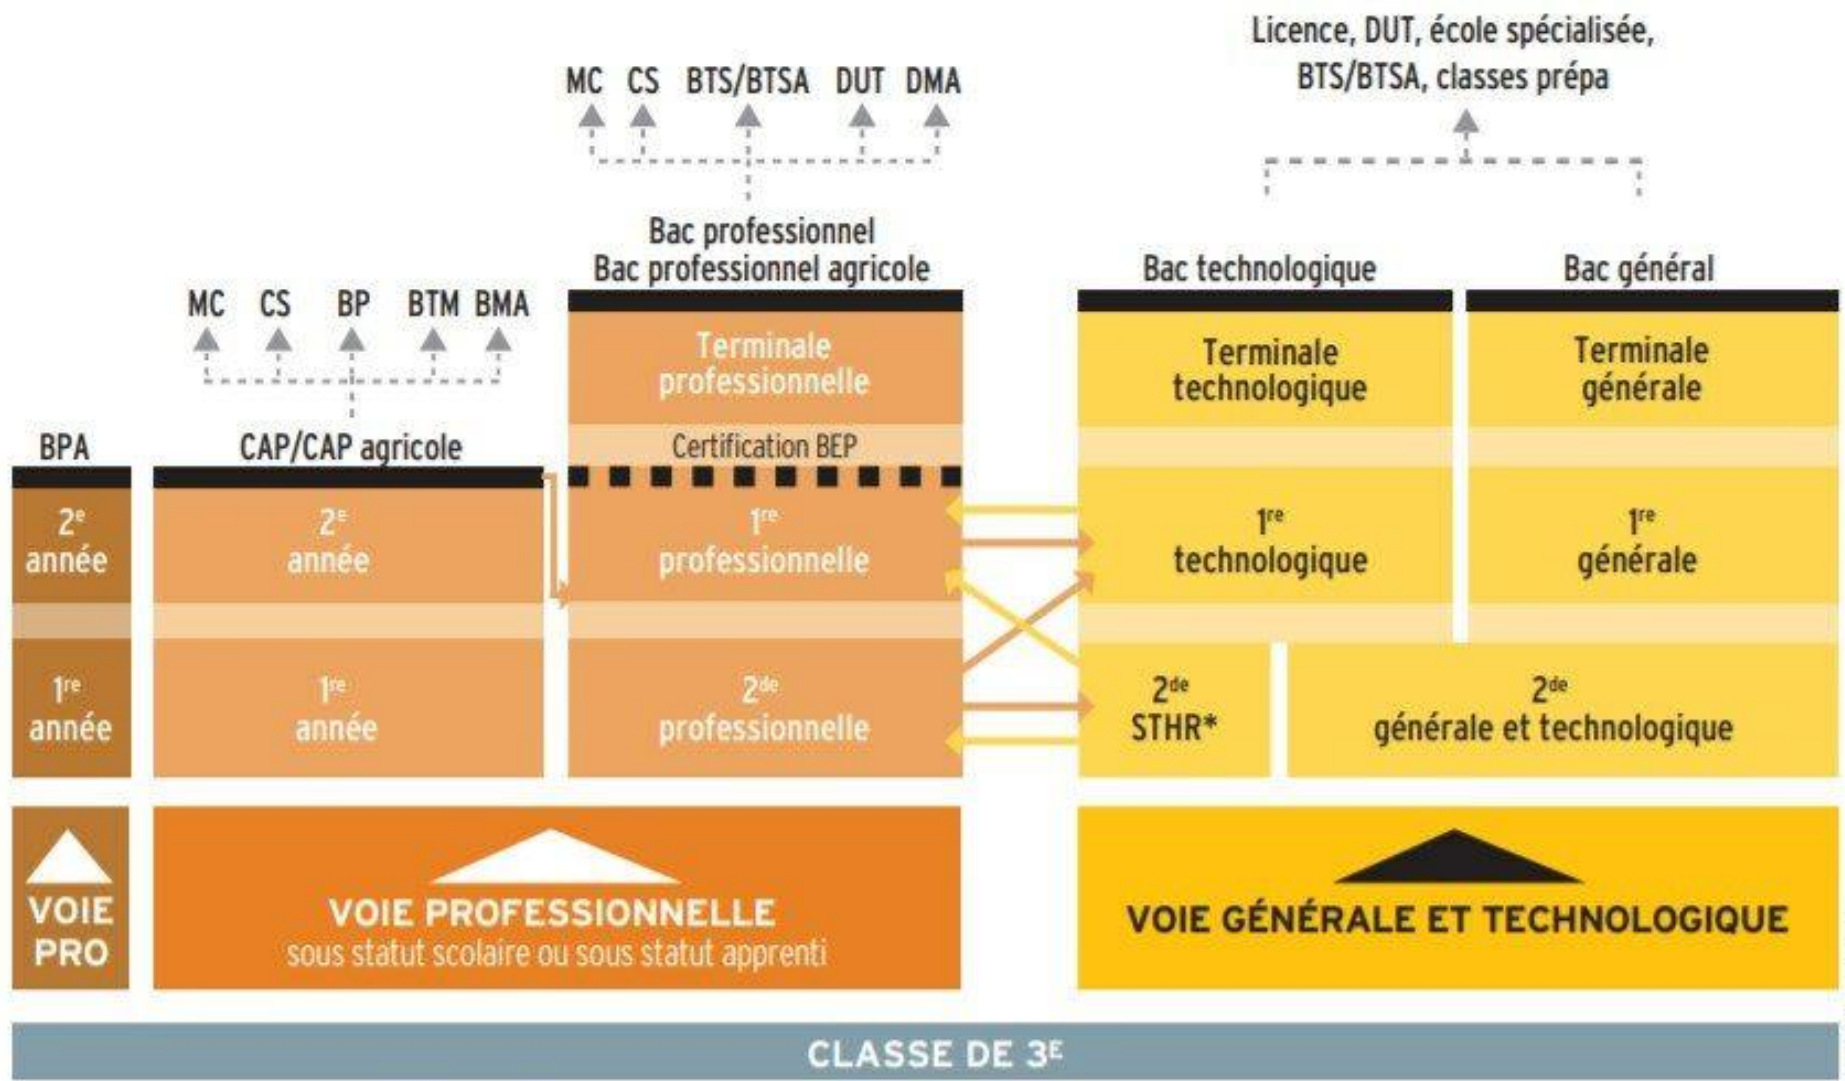 Licence, DUT, école spécialisée,
BTS/BTSA, classes prépa
MC CS BTS/BTSA DUT DMA
Bac professionnel
Bac professionnel agricole
Bac technologique
Bac général
MC CS BP BTM BMA
Terminale
professionnelle
Terminale
technologique
Terminale
générale
BPA
CAP/CAP agricole
Certification BEP
2e
année
2e
année
1re
professionnelle
1re
technologique
1re
générale
1re
année
1re
année
2de
professionnelle
2de
STHR*
2de
générale et technologique
VOIE
PRO
VOIE PROFESSIONNELLE
sous statut scolaire ou sous statut apprenti
VOIE GÉNÉRALE ET TECHNOLOGIQUE
CLASSE DE 3E